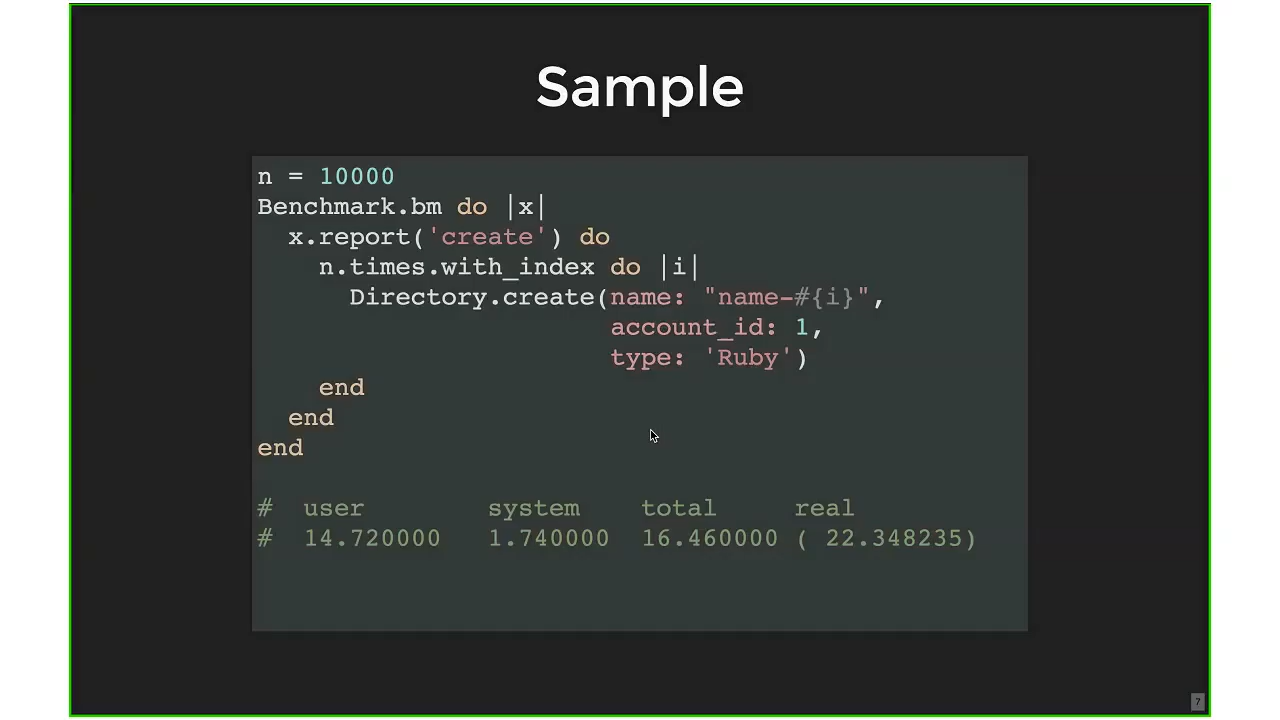 Sample
n = 10000
Benchmark.bm do |x|
  x.report('create') do
    n.times.with_index do |i|
      Directory.create(name: "name-#{i}",
                       account_id: 1,
                       type: 'Ruby')
    end
  end
end
#  user        system    total     real
#  14.720000   1.740000  16.460000 ( 22.348235)
7